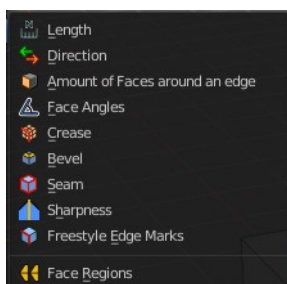 Length
Direction
Amount of Faces around an edge
Face Angles
Crease
Bevel
Seam
Sharpness
Freestyle Edge Marks
Face Regions